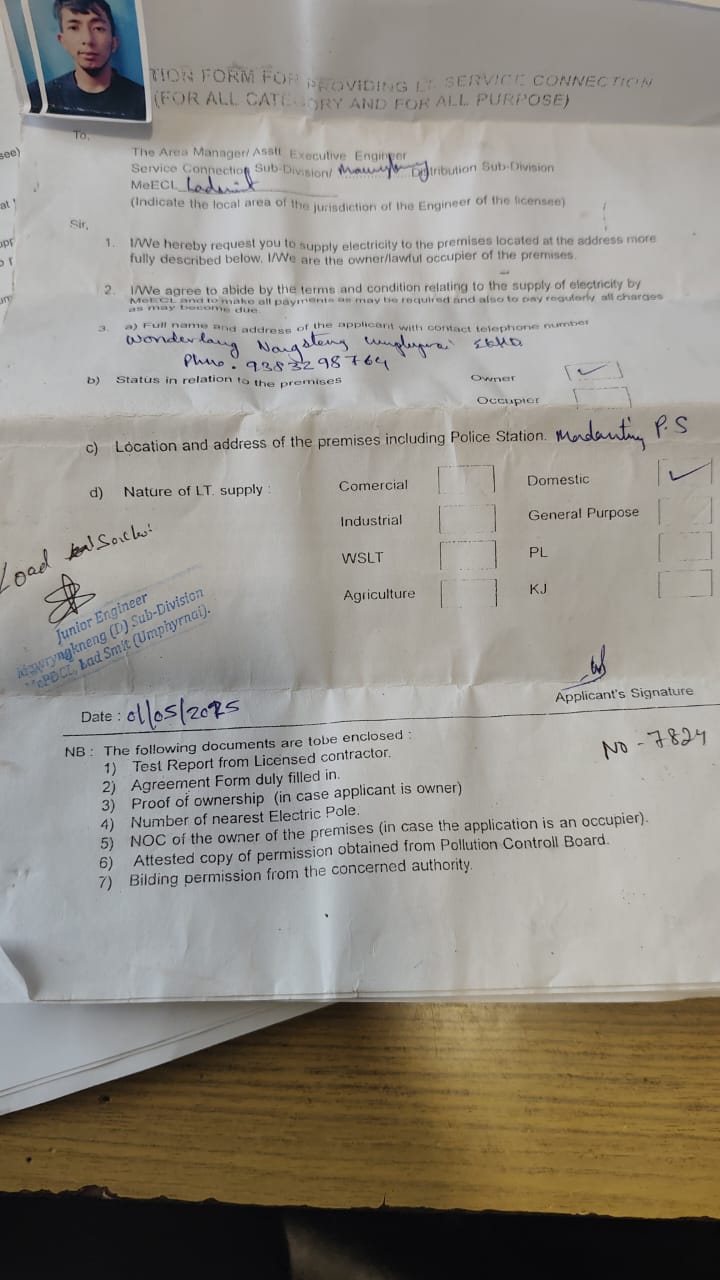 TION FORM FOR PROVIDING LT. SERVICE CONNECTION
(FOR ALL CATEGORY AND FOR ALL PURPOSE)
To,
see)
The Area Manager/ Asstt Executive Engineer
Service Connection Sub-Division/ Distribution Sub-Division
MeECL Ladsmit
(Indicate the local area of the jurisdiction of the Engineer of the licensee)
Sir,
1. I/We hereby request you to supply electricity to the premises located at the address more
fully described below. I/We are the owner/lawful occupier of the premises.
2. I/We agree to abide by the terms and condition relating to the supply of electricity by
MeECL and to make all payments as may be required and also to pay regularly all charges
as may become due.
3. a) Full name and address of the applicant with contact telephone number
Wonderlang Nongsteng
Phno. 9383298764
b) Status in relation to the premises
Owner ✓
Occupier
c) Location and address of the premises including Police Station. P.S
d) Nature of LT. supply :
Comercial
Domestic ✓
Industrial
General Purpose
WSLT
PL
Agriculture
KJ
Load
Junior Engineer
Mawryngkneng (D) Sub-Division
MePDCL, Lad Smit (Umphyrnai).
Applicant's Signature
Date : 01/05/2025
No - 7824
NB : The following documents are tobe enclosed :
1) Test Report from Licensed contractor.
2) Agreement Form duly filled in.
3) Proof of ownership (in case applicant is owner)
4) Number of nearest Electric Pole.
5) NOC of the owner of the premises (in case the application is an occupier).
6) Attested copy of permission obtained from Pollution Controll Board.
7) Bilding permission from the concerned authority.